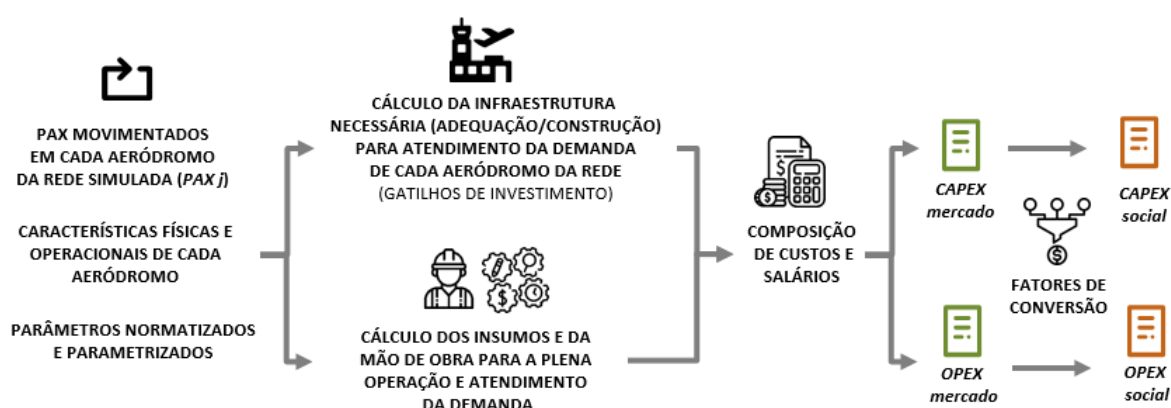 PAX MOVIMENTADOS
EM CADA AERÓDROMO
DA REDE SIMULADA (PAX j)
CARACTERÍSTICAS FÍSICAS E
OPERACIONAIS DE CADA
AERÓDROMO
PARÂMETROS NORMATIZADOS
E PARAMETRIZADOS
CÁLCULO DA INFRAESTRUTURA
NECESSÁRIA (ADEQUAÇÃO/CONSTRUÇÃO)
PARA ATENDIMENTO DA DEMANDA
DE CADA AERÓDROMO DA REDE
(GATILHOS DE INVESTIMENTO)
$
CÁLCULO DOS INSUMOS E DA
MÃO DE OBRA PARA A PLENA
OPERAÇÃO E ATENDIMENTO
DA DEMANDA
$
$
COMPOSIÇÃO
DE CUSTOS E
SALÁRIOS
CAPEX
mercado
CAPEX
social
$
FATORES DE
CONVERSÃO
OPEX
mercado
OPEX
social